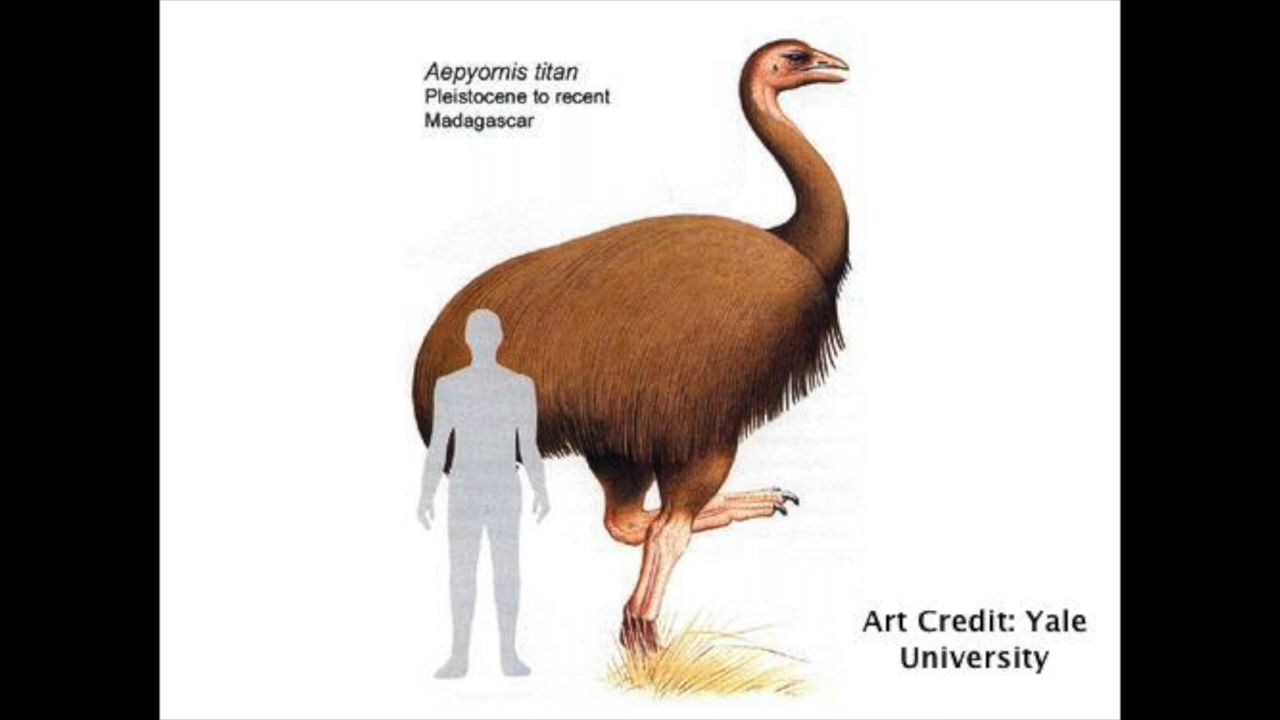 Aepyornis titan
Pleistocene to recent
Madagascar
Art Credit: Yale
University